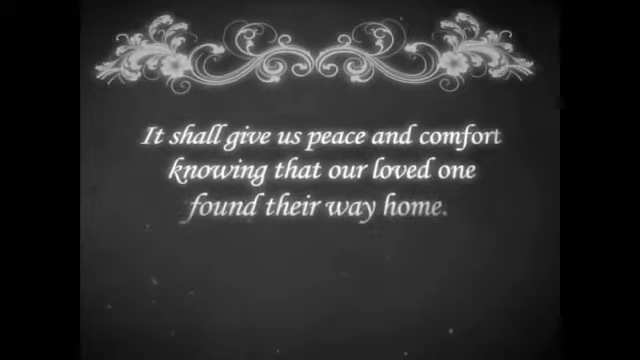 It shall give us peace and comfort
knowing that our loved one
found their way home.